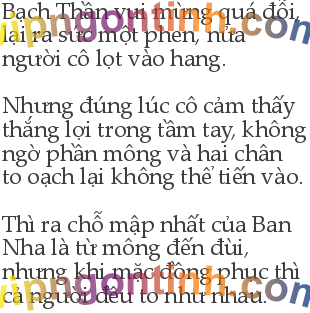 Bạch Thần vui mừng quá đỗi,
lại ra sức một phen, nửa
người cô lọt vào hang.
Nhưng đúng lúc cô cảm thấy
thắng lợi trong tầm tay, không
ngờ phần mông và hai chân
to oạch lại không thể tiến vào.
Thì ra chỗ mập nhất của Ban
Nha là từ mông đến đùi,
nhưng khi mặc đồng phục thì
cả người đều to như nhau.
vipngontinh.com
vipngontinh.com